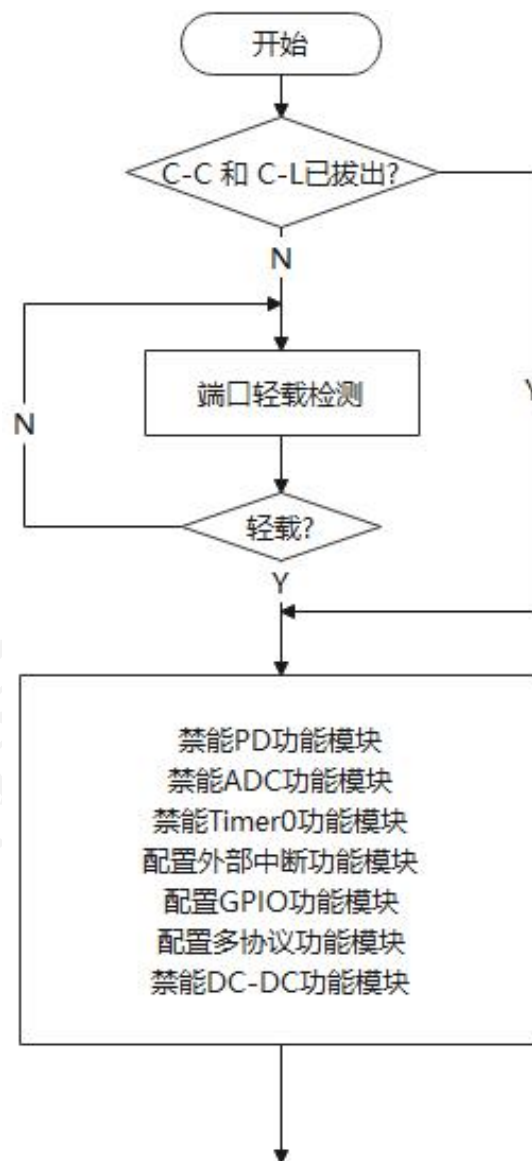 开始
C-C 和 C-L已拔出?
N
端口轻载检测
N
Y
轻载?
Y
禁能PD功能模块
禁能ADC功能模块
禁能Timer0功能模块
配置外部中断功能模块
配置GPIO功能模块
配置多协议功能模块
禁能DC-DC功能模块